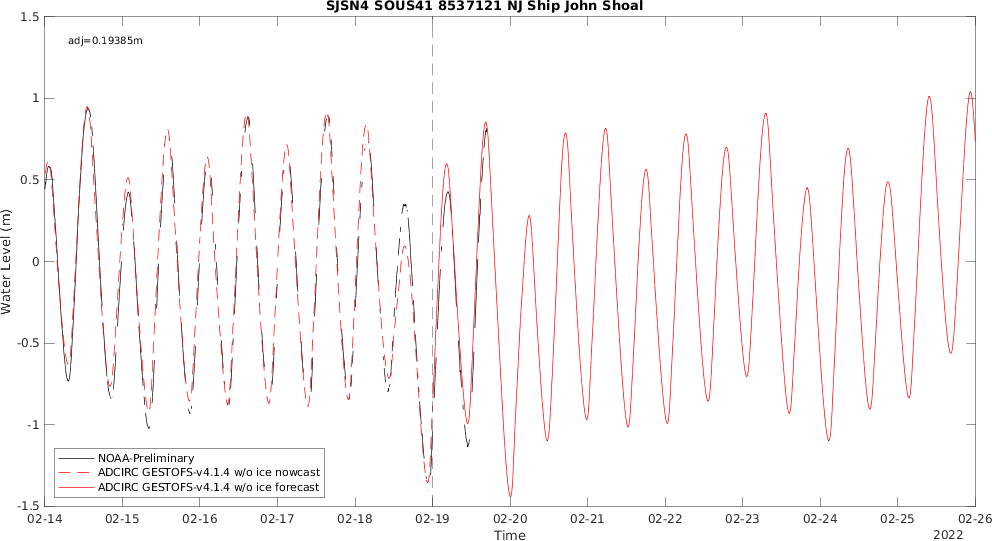 SJSN4 SOUS41 8537121 NJ Ship John Shoal
adj=0.19385m
1.5
1
0.5
0
-0.5
-1
-1.5
Water Level (m)
NOAA-Preliminary
ADCIRC GESTOFS-v4.1.4 w/o ice nowcast
ADCIRC GESTOFS-v4.1.4 w/o ice forecast
02-14 02-15 02-16 02-17 02-18 02-19 02-20 02-21 02-22 02-23 02-24 02-25 02-26
Time
2022